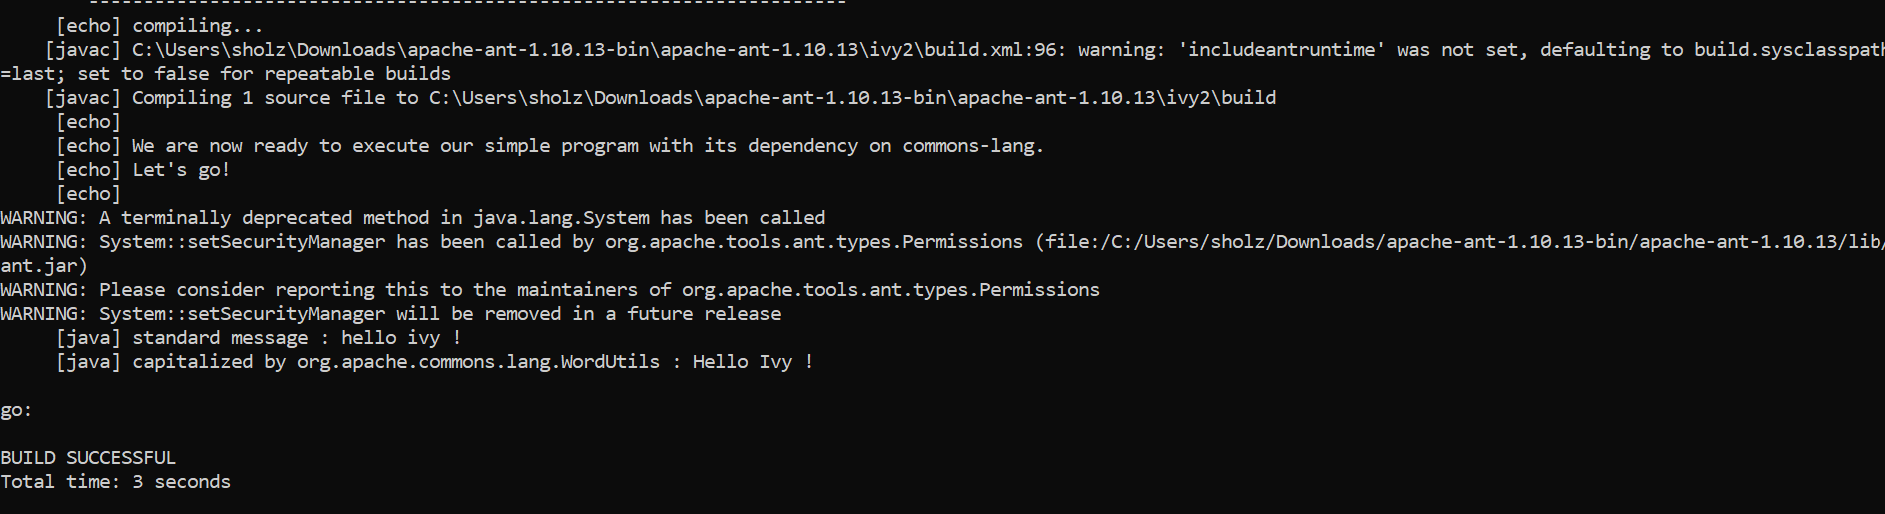 ---------------------------------------------------------------------
[echo] compiling...
[javac] C:\Users\sholz\Downloads\apache-ant-1.10.13-bin\apache-ant-1.10.13\ivy2\build.xml:96: warning: 'includeantruntime' was not set, defaulting to build.sysclasspath
=last; set to false for repeatable builds
[javac] Compiling 1 source file to C:\Users\sholz\Downloads\apache-ant-1.10.13-bin\apache-ant-1.10.13\ivy2\build
[echo]
[echo] We are now ready to execute our simple program with its dependency on commons-lang.
[echo] Let's go!
[echo]
WARNING: A terminally deprecated method in java.lang.System has been called
WARNING: System::setSecurityManager has been called by org.apache.tools.ant.types.Permissions (file:/C:/Users/sholz/Downloads/apache-ant-1.10.13-bin/apache-ant-1.10.13/lib/
ant.jar)
WARNING: Please consider reporting this to the maintainers of org.apache.tools.ant.types.Permissions
WARNING: System::setSecurityManager will be removed in a future release
[java] standard message : hello ivy !
[java] capitalized by org.apache.commons.lang.WordUtils : Hello Ivy !
go:
BUILD SUCCESSFUL
Total time: 3 seconds